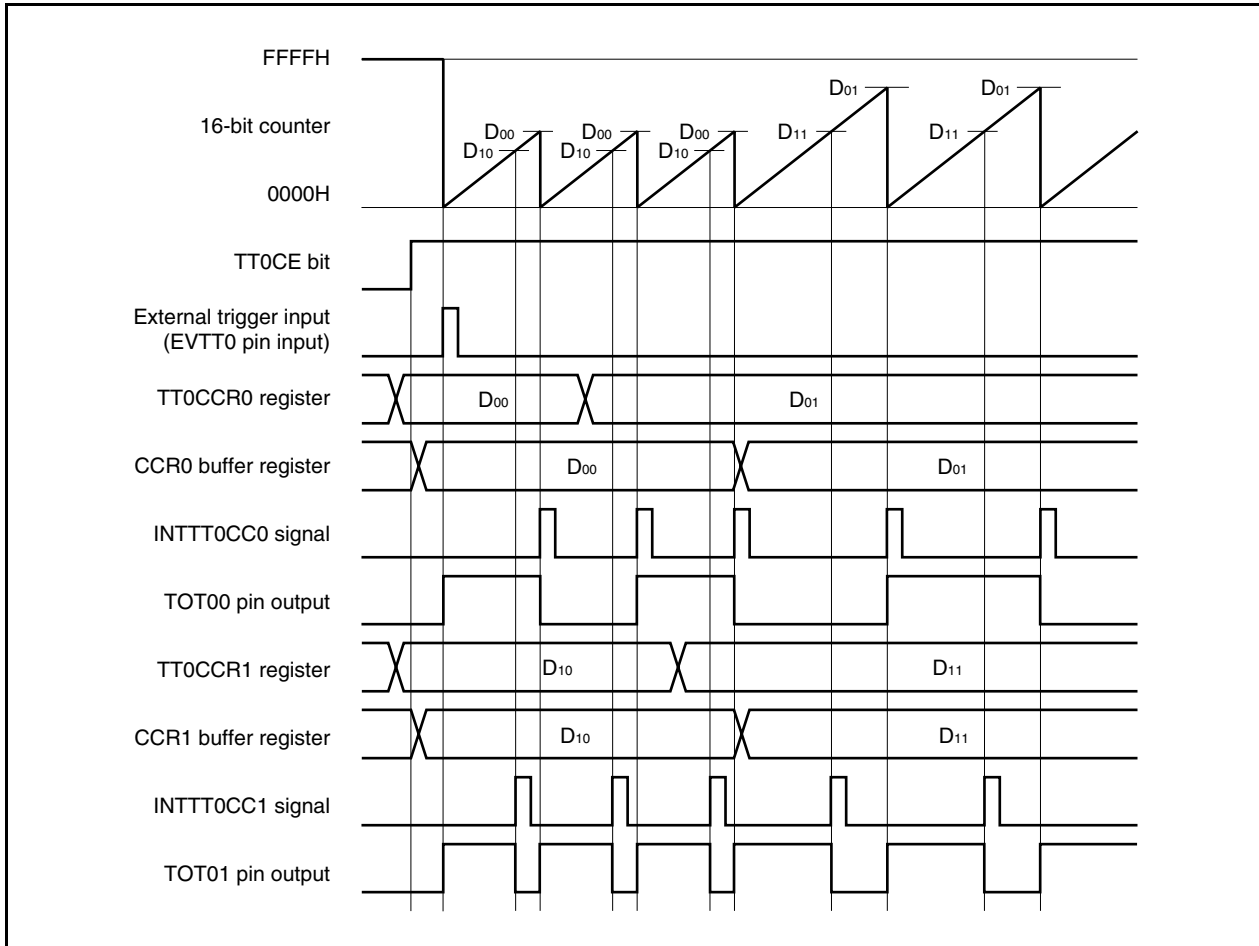 FFFFH
D01 D01
16-bit counter
D00 D00 D00 D11 D11
D10 D10 D10
0000H
TT0CE bit
External trigger input
(EVTT0 pin input)
TT0CCR0 register D00 D01
CCR0 buffer register D00 D01
INTTT0CC0 signal
TOT00 pin output
TT0CCR1 register D10 D11
CCR1 buffer register D10 D11
INTTT0CC1 signal
TOT01 pin output